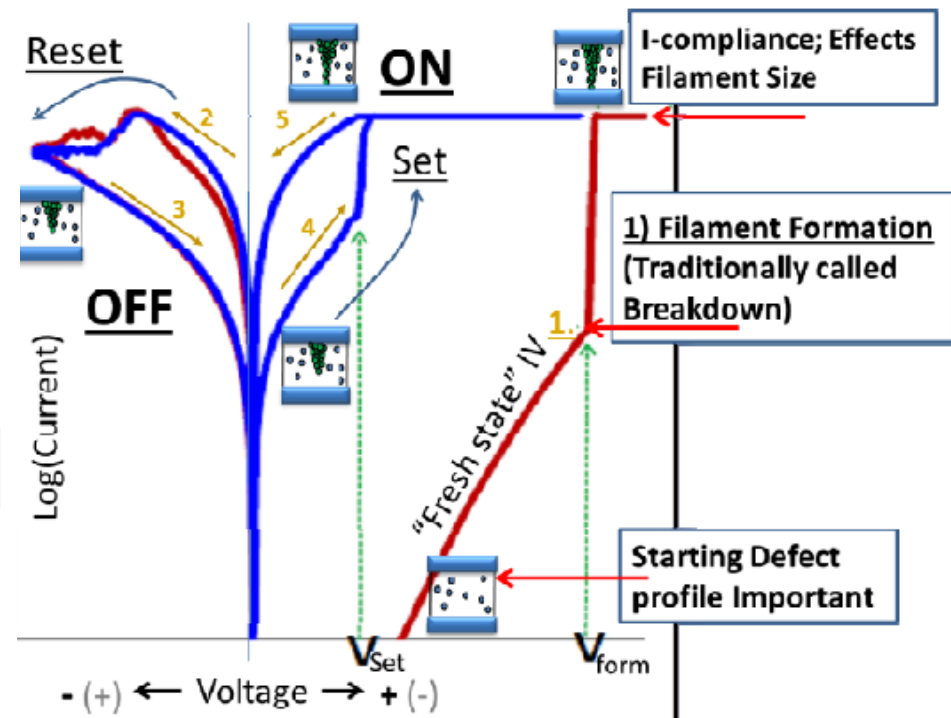 Reset
ON
I-compliance; Effects
Filament Size
2
5
Set
3
4
1) Filament Formation
(Traditionally called
Breakdown)
OFF
1.
Log(Current)
"Fresh state" IV
Starting Defect
profile Important
VSet
Vform
- (+) ← Voltage → + (-)